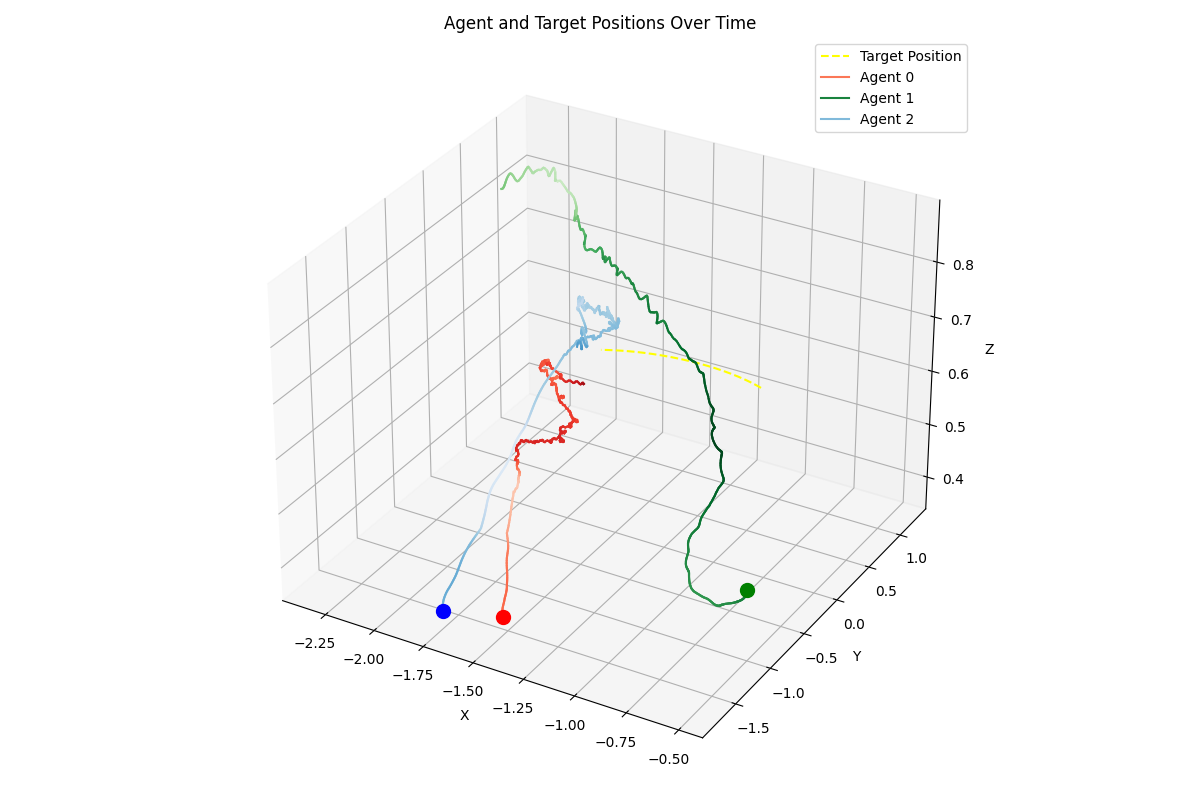 Agent and Target Positions Over Time
Target Position
Agent 0
Agent 1
Agent 2
0.8
0.7
Z
0.6
0.5
0.4
1.0
0.5
0.0
−0.5
Y
−1.0
−1.5
−2.25
−2.00
−1.75
−1.50
−1.25
−1.00
−0.75
−0.50
X